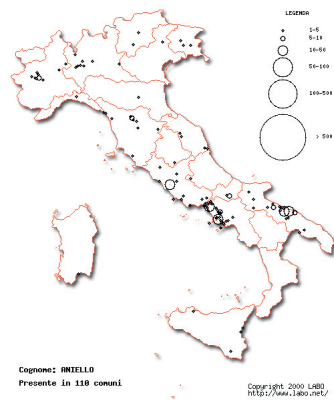 LEGENDA
1-5
5-10
10-50
50-100
100-500
> 500
Cognome: ANIELLO
Presente in 110 comuni
Copyright 2000 LABO
http://www.labo.net/